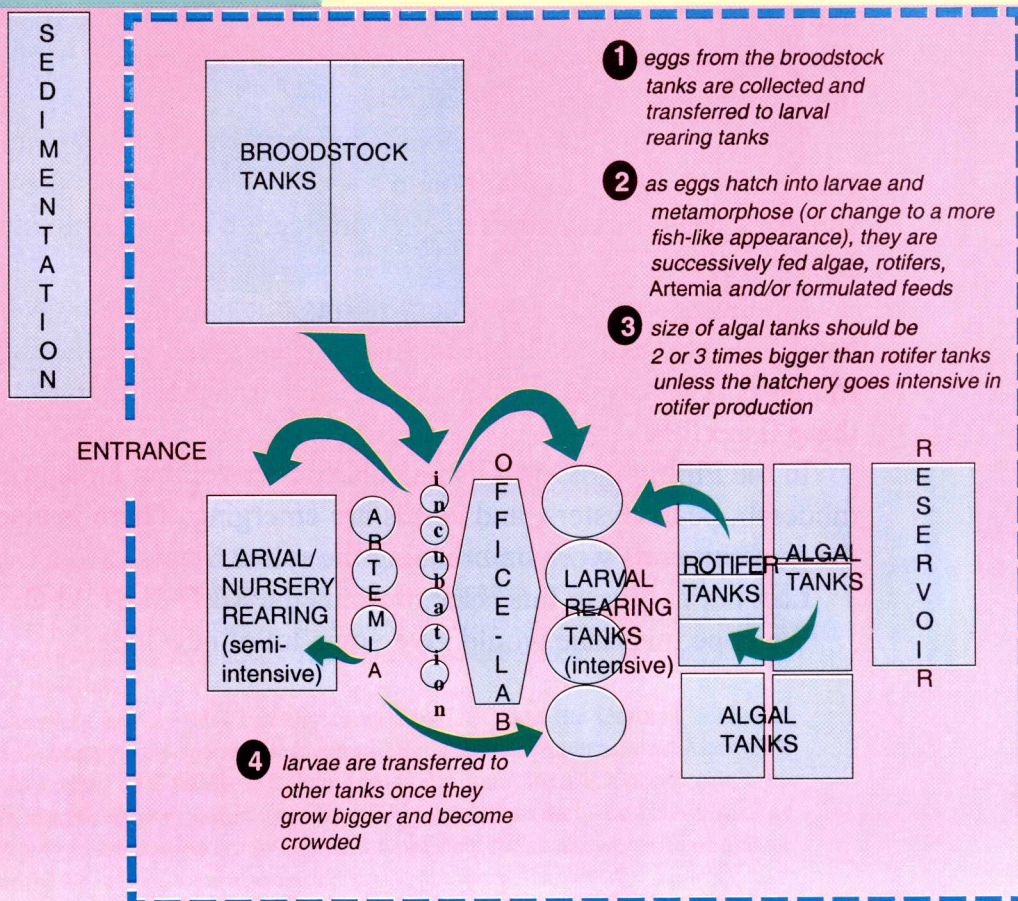 SEDIMENTATION
BROODSTOCK
TANKS
1 eggs from the broodstock
tanks are collected and
transferred to larval
rearing tanks
2 as eggs hatch into larvae and
metamorphose (or change to a more
fish-like appearance), they are
successively fed algae, rotifers,
Artemia and/or formulated feeds
3 size of algal tanks should be
2 or 3 times bigger than rotifer tanks
unless the hatchery goes intensive in
rotifer production
ENTRANCE
LARVAL/
NURSERY
REARING
(semi-
intensive)
ARTEMIA
incubation
OFFICE-LAB
LARVAL
REARING
TANKS
(intensive)
ROTIFER
TANKS
ALGAL
TANKS
RESERVOIR
ALGAL
TANKS
4 larvae are transferred to
other tanks once they
grow bigger and become
crowded